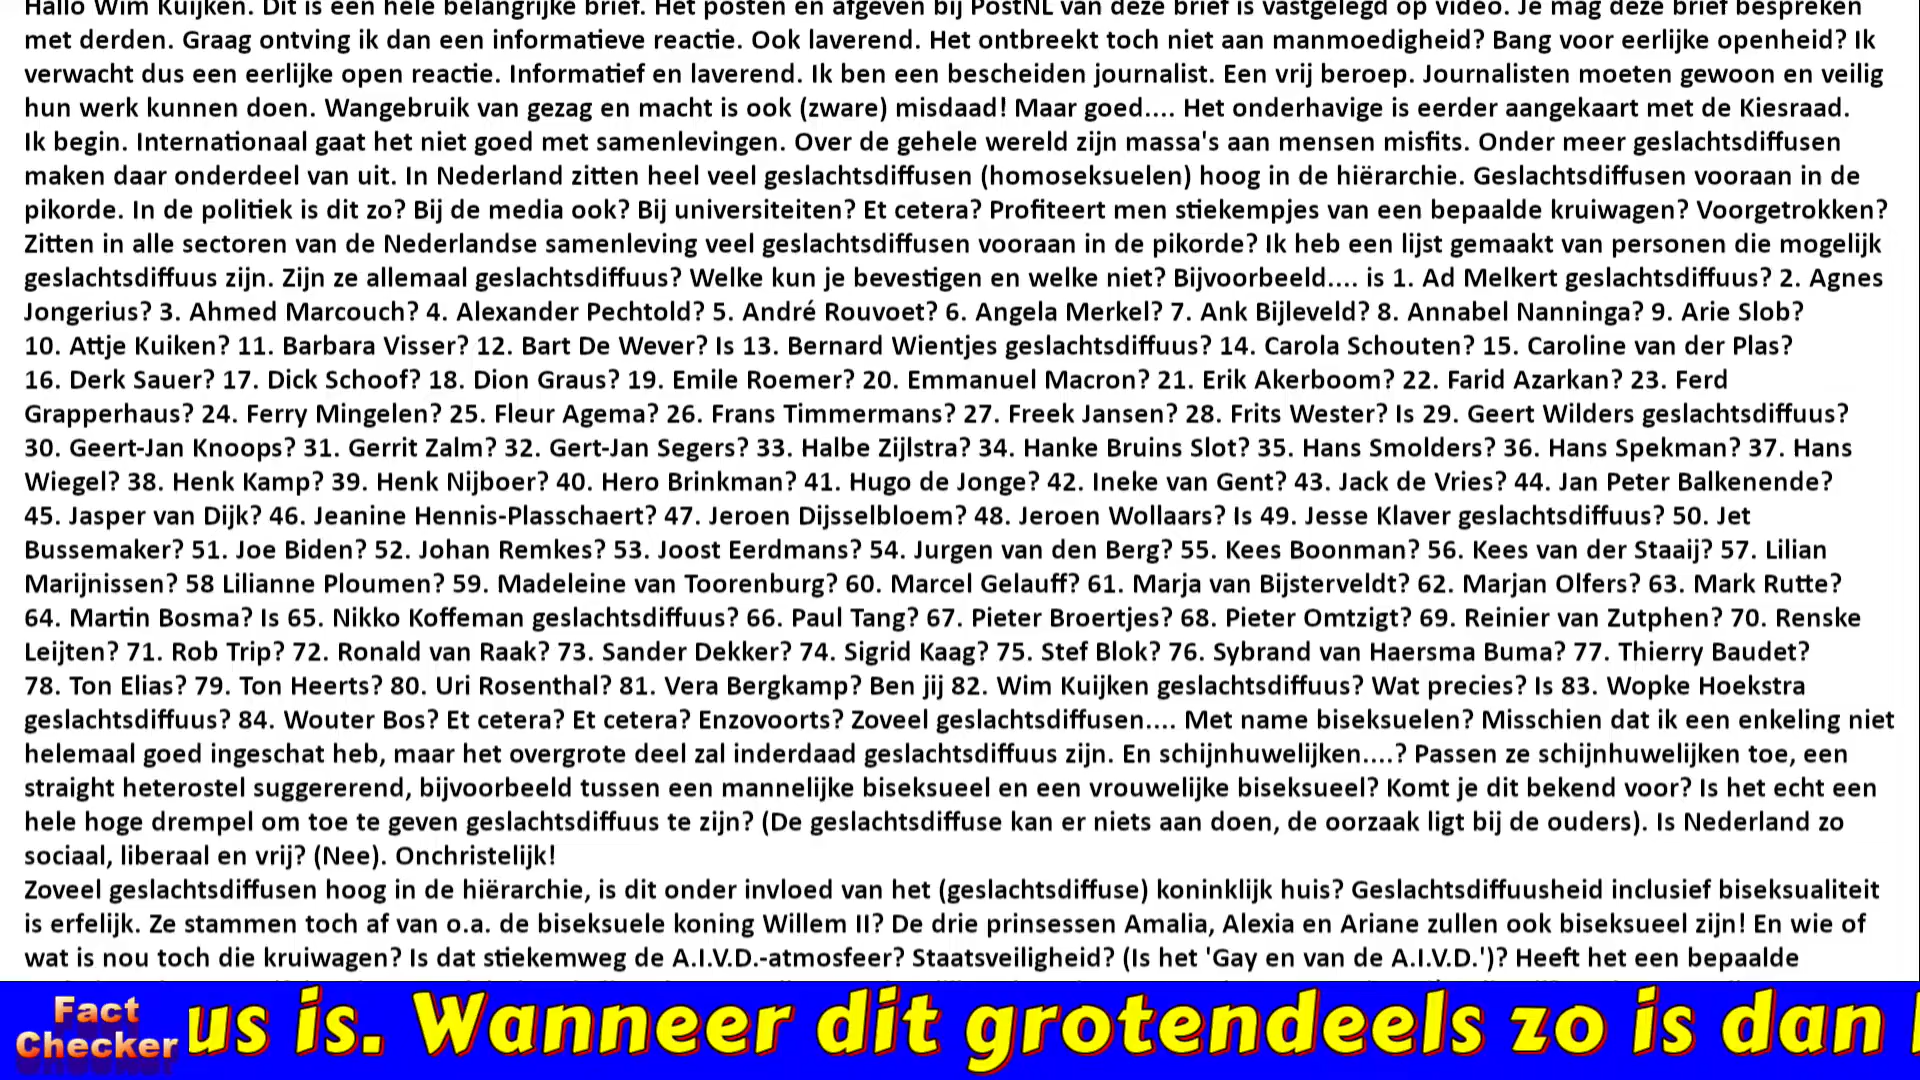 Hallo Wim Kuijken. Dit is een hele belangrijke brief. Het posten en afgeven bij PostNL van deze brief is vastgelegd op video. Je mag deze brief bespreken
met derden. Graag ontving ik dan een informatieve reactie. Ook laverend. Het ontbreekt toch niet aan manmoedigheid? Bang voor eerlijke openheid? Ik
verwacht dus een eerlijke open reactie. Informatief en laverend. Ik ben een bescheiden journalist. Een vrij beroep. Journalisten moeten gewoon en veilig
hun werk kunnen doen. Wangebruik van gezag en macht is ook (zware) misdaad! Maar goed.... Het onderhavige is eerder aangekaart met de Kiesraad.
Ik begin. Internationaal gaat het niet goed met samenlevingen. Over de gehele wereld zijn massa's aan mensen misfits. Onder meer geslachtsdiffusen
maken daar onderdeel van uit. In Nederland zitten heel veel geslachtsdiffusen (homoseksuelen) hoog in de hiërarchie. Geslachtsdiffusen vooraan in de
pikorde. In de politiek is dit zo? Bij de media ook? Bij universiteiten? Et cetera? Profiteert men stiekempjes van een bepaalde kruiwagen? Voorgetrokken?
Zitten in alle sectoren van de Nederlandse samenleving veel geslachtsdiffusen vooraan in de pikorde? Ik heb een lijst gemaakt van personen die mogelijk
geslachtsdiffuus zijn. Zijn ze allemaal geslachtsdiffuus? Welke kun je bevestigen en welke niet? Bijvoorbeeld.... is 1. Ad Melkert geslachtsdiffuus? 2. Agnes
Jongerius? 3. Ahmed Marcouch? 4. Alexander Pechtold? 5. André Rouvoet? 6. Angela Merkel? 7. Ank Bijleveld? 8. Annabel Nanninga? 9. Arie Slob?
10. Attje Kuiken? 11. Barbara Visser? 12. Bart De Wever? Is 13. Bernard Wientjes geslachtsdiffuus? 14. Carola Schouten? 15. Caroline van der Plas?
16. Derk Sauer? 17. Dick Schoof? 18. Dion Graus? 19. Emile Roemer? 20. Emmanuel Macron? 21. Erik Akerboom? 22. Farid Azarkan? 23. Ferd
Grapperhaus? 24. Ferry Mingelen? 25. Fleur Agema? 26. Frans Timmermans? 27. Freek Jansen? 28. Frits Wester? Is 29. Geert Wilders geslachtsdiffuus?
30. Geert-Jan Knoops? 31. Gerrit Zalm? 32. Gert-Jan Segers? 33. Halbe Zijlstra? 34. Hanke Bruins Slot? 35. Hans Smolders? 36. Hans Spekman? 37. Hans
Wiegel? 38. Henk Kamp? 39. Henk Nijboer? 40. Hero Brinkman? 41. Hugo de Jonge? 42. Ineke van Gent? 43. Jack de Vries? 44. Jan Peter Balkenende?
45. Jasper van Dijk? 46. Jeanine Hennis-Plasschaert? 47. Jeroen Dijsselbloem? 48. Jeroen Wollaars? Is 49. Jesse Klaver geslachtsdiffuus? 50. Jet
Bussemaker? 51. Joe Biden? 52. Johan Remkes? 53. Joost Eerdmans? 54. Jurgen van den Berg? 55. Kees Boonman? 56. Kees van der Staaij? 57. Lilian
Marijnissen? 58 Lilianne Ploumen? 59. Madeleine van Toorenburg? 60. Marcel Gelauff? 61. Marja van Bijsterveldt? 62. Marjan Olfers? 63. Mark Rutte?
64. Martin Bosma? Is 65. Nikko Koffeman geslachtsdiffuus? 66. Paul Tang? 67. Pieter Broertjes? 68. Pieter Omtzigt? 69. Reinier van Zutphen? 70. Renske
Leijten? 71. Rob Trip? 72. Ronald van Raak? 73. Sander Dekker? 74. Sigrid Kaag? 75. Stef Blok? 76. Sybrand van Haersma Buma? 77. Thierry Baudet?
78. Ton Elias? 79. Ton Heerts? 80. Uri Rosenthal? 81. Vera Bergkamp? Ben jij 82. Wim Kuijken geslachtsdiffuus? Wat precies? Is 83. Wopke Hoekstra
geslachtsdiffuus? 84. Wouter Bos? Et cetera? Et cetera? Enzovoorts? Zoveel geslachtsdiffusen.... Met name biseksuelen? Misschien dat ik een enkeling niet
helemaal goed ingeschat heb, maar het overgrote deel zal inderdaad geslachtsdiffuus zijn. En schijnhuwelijken....? Passen ze schijnhuwelijken toe, een
straight heterostel suggererend, bijvoorbeeld tussen een mannelijke biseksueel en een vrouwelijke biseksueel? Komt je dit bekend voor? Is het echt een
hele hoge drempel om toe te geven geslachtsdiffuus te zijn? (De geslachtsdiffuse kan er niets aan doen, de oorzaak ligt bij de ouders). Is Nederland zo
sociaal, liberaal en vrij? (Nee). Onchristelijk!
Zoveel geslachtsdiffusen hoog in de hiërarchie, is dit onder invloed van het (geslachtsdiffuse) koninklijk huis? Geslachtsdiffuusheid inclusief biseksualiteit
is erfelijk. Ze stammen toch af van o.a. de biseksuele koning Willem II? De drie prinsessen Amalia, Alexia en Ariane zullen ook biseksueel zijn! En wie of
wat is nou toch die kruiwagen? Is dat stiekemweg de A.I.V.D.-atmosfeer? Staatsveiligheid? (Is het 'Gay en van de A.I.V.D.')? Heeft het een bepaalde
Fact
Checker
us is. Wanneer dit grotendeels zo is dan